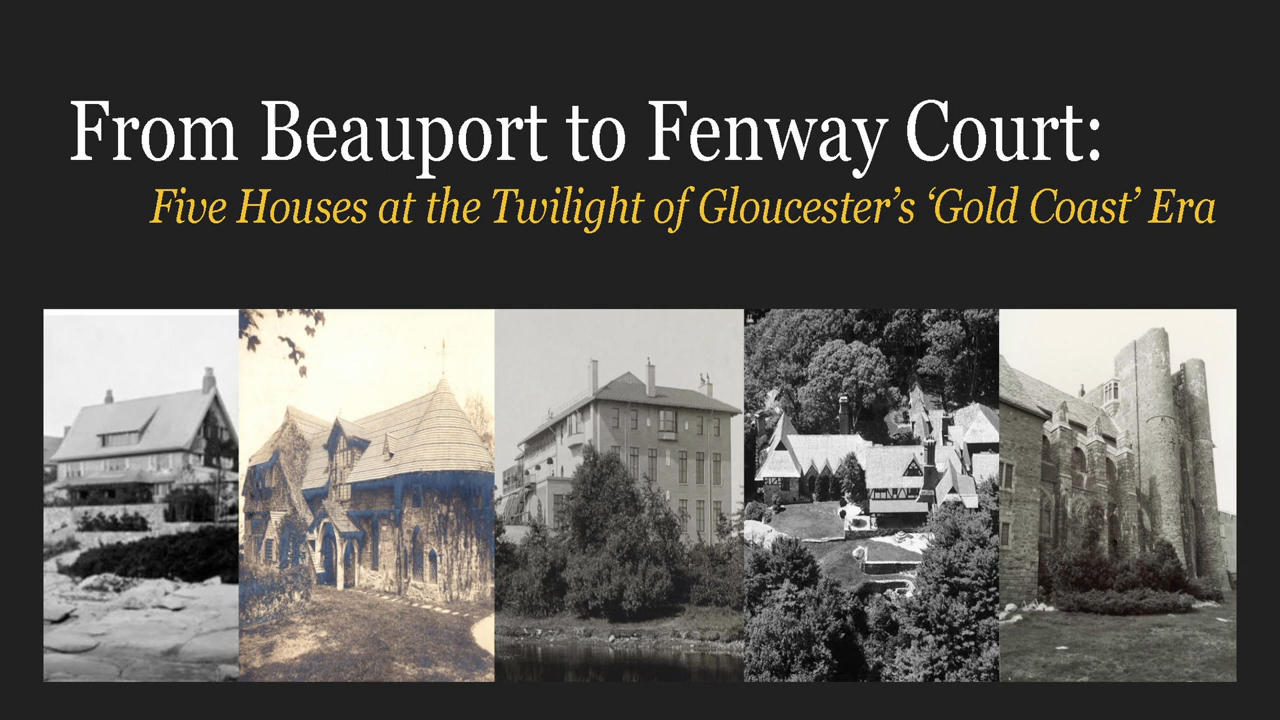 From Beauport to Fenway Court:
Five Houses at the Twilight of Gloucester’s ‘Gold Coast’ Era